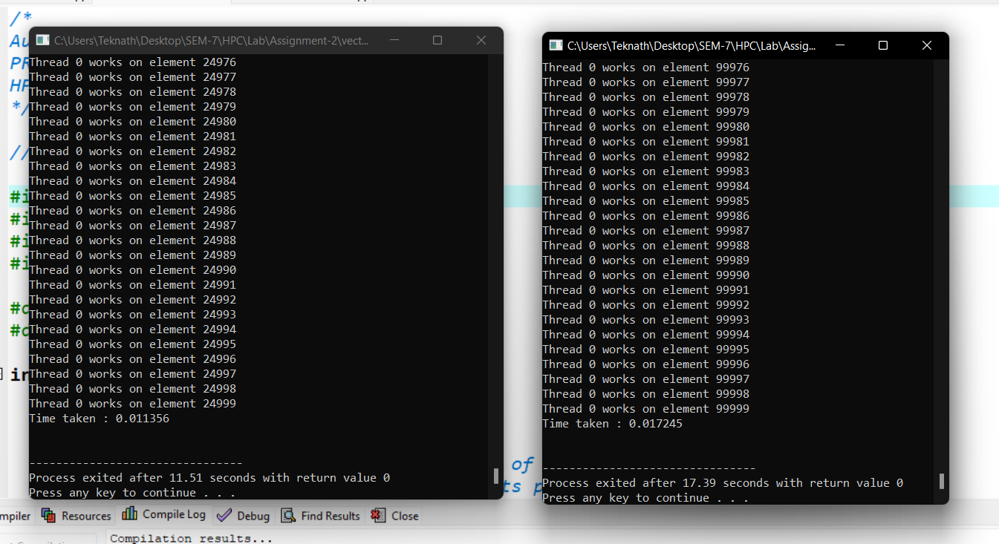 /*
Au
PR
HP
*/
//
#i
#i
#i
#i
#d
#d
in
C:\Users\Teknath\Desktop\SEM-7\HPC\Lab\Assignment-2\vect...
Thread 0 works on element 24976
Thread 0 works on element 24977
Thread 0 works on element 24978
Thread 0 works on element 24979
Thread 0 works on element 24980
Thread 0 works on element 24981
Thread 0 works on element 24982
Thread 0 works on element 24983
Thread 0 works on element 24984
Thread 0 works on element 24985
Thread 0 works on element 24986
Thread 0 works on element 24987
Thread 0 works on element 24988
Thread 0 works on element 24989
Thread 0 works on element 24990
Thread 0 works on element 24991
Thread 0 works on element 24992
Thread 0 works on element 24993
Thread 0 works on element 24994
Thread 0 works on element 24995
Thread 0 works on element 24996
Thread 0 works on element 24997
Thread 0 works on element 24998
Thread 0 works on element 24999
Time taken : 0.011356
--------------------------------
Process exited after 11.51 seconds with return value 0
Press any key to continue . . .
of
ts p
C:\Users\Teknath\Desktop\SEM-7\HPC\Lab\Assig...
Thread 0 works on element 99976
Thread 0 works on element 99977
Thread 0 works on element 99978
Thread 0 works on element 99979
Thread 0 works on element 99980
Thread 0 works on element 99981
Thread 0 works on element 99982
Thread 0 works on element 99983
Thread 0 works on element 99984
Thread 0 works on element 99985
Thread 0 works on element 99986
Thread 0 works on element 99987
Thread 0 works on element 99988
Thread 0 works on element 99989
Thread 0 works on element 99990
Thread 0 works on element 99991
Thread 0 works on element 99992
Thread 0 works on element 99993
Thread 0 works on element 99994
Thread 0 works on element 99995
Thread 0 works on element 99996
Thread 0 works on element 99997
Thread 0 works on element 99998
Thread 0 works on element 99999
Time taken : 0.017245
--------------------------------
Process exited after 17.39 seconds with return value 0
Press any key to continue . . .
mpiler Resources Compile Log Debug Find Results Close
Compilation results...